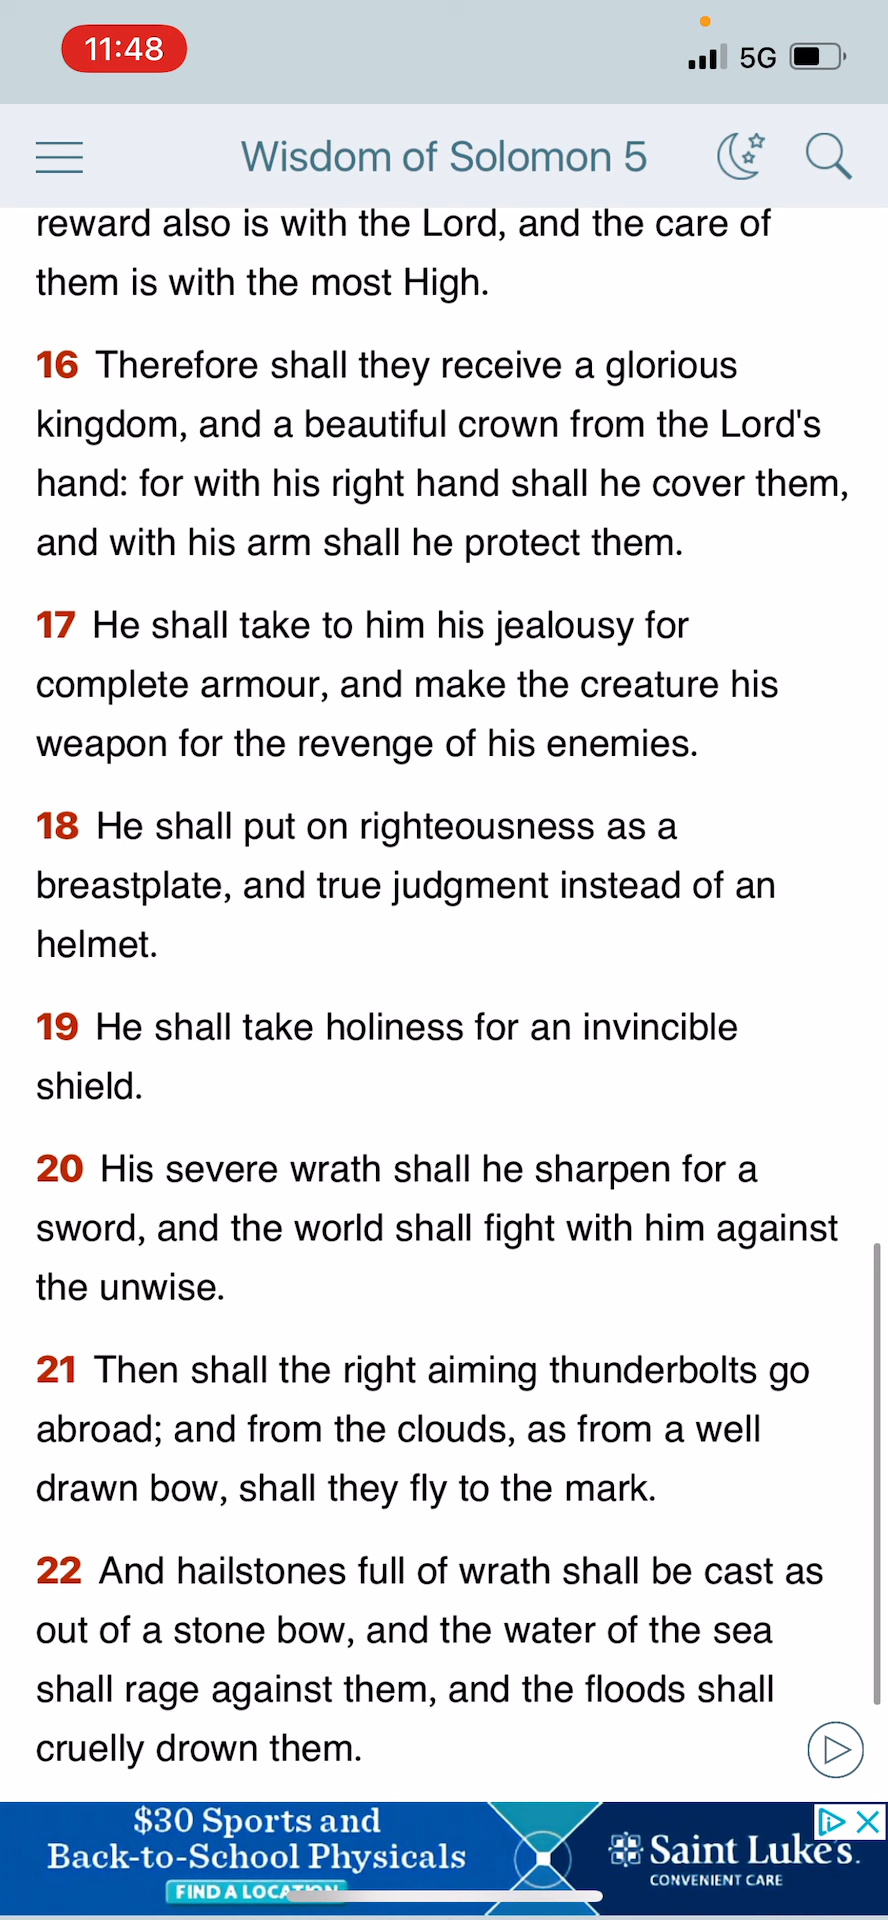 11:48
5G
Wisdom of Solomon 5
reward also is with the Lord, and the care of
them is with the most High.
16 Therefore shall they receive a glorious
kingdom, and a beautiful crown from the Lord's
hand: for with his right hand shall he cover them,
and with his arm shall he protect them.
17 He shall take to him his jealousy for
complete armour, and make the creature his
weapon for the revenge of his enemies.
18 He shall put on righteousness as a
breastplate, and true judgment instead of an
helmet.
19 He shall take holiness for an invincible
shield.
20 His severe wrath shall he sharpen for a
sword, and the world shall fight with him against
the unwise.
21 Then shall the right aiming thunderbolts go
abroad; and from the clouds, as from a well
drawn bow, shall they fly to the mark.
22 And hailstones full of wrath shall be cast as
out of a stone bow, and the water of the sea
shall rage against them, and the floods shall
cruelly drown them.
$30 Sports and
Back-to-School Physicals
FIND A LOCATION
Saint Luke's.
CONVENIENT CARE